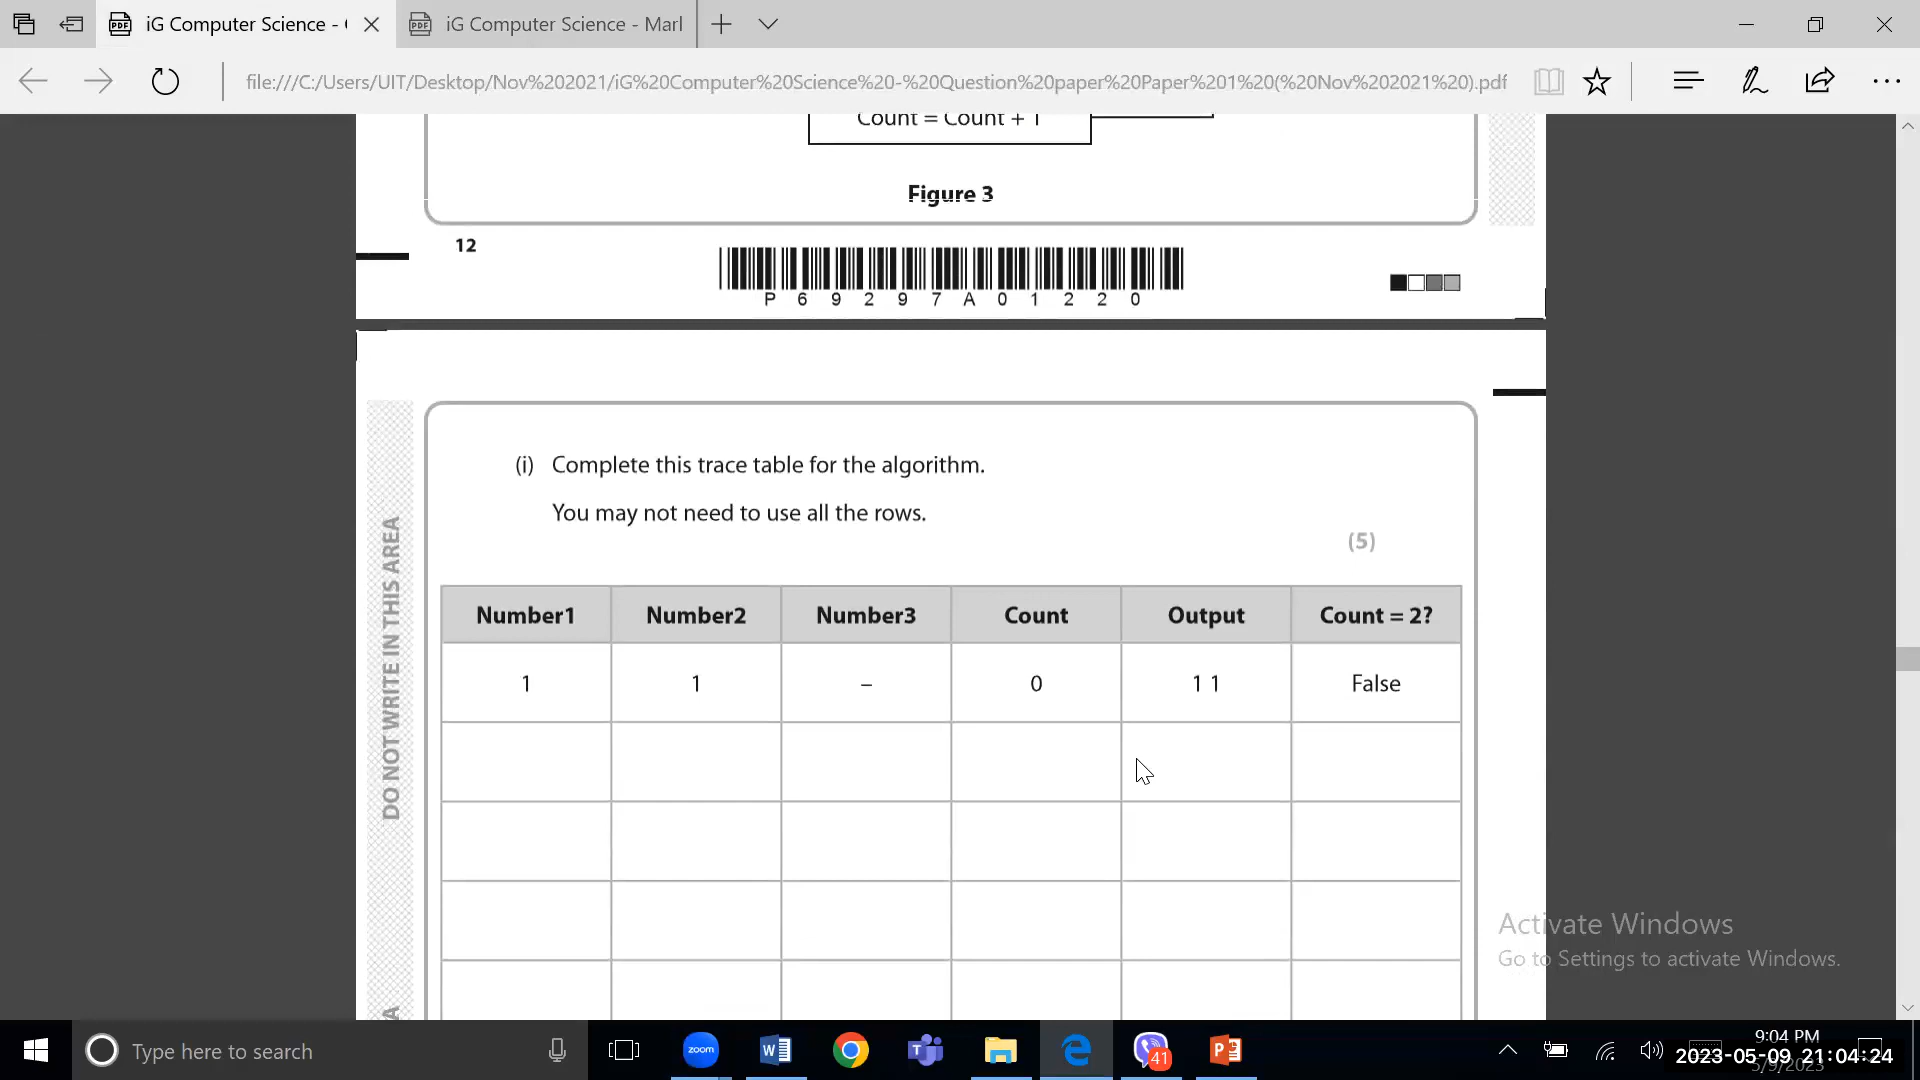 iG Computer Science - (
iG Computer Science - Marl
file:///C:/Users/UIT/Desktop/Nov%202021/iG%20Computer%20Science%20-%20Question%20paper%20Paper%201%20(%20Nov%202021%20).pdf
Count = Count + 1
Figure 3
12
P 6 9 2 9 7 A 0 1 2 2 0
DO NOT WRITE IN THIS AREA
(i) Complete this trace table for the algorithm.
You may not need to use all the rows.
(5)
Number1 Number2 Number3 Count Output Count = 2?
1 1 – 0 1 1 False
A
Activate Windows
Go to Settings to activate Windows.
Type here to search
zoom
41
9:04 PM
5/9/2023
2023-05-09 21:04:24